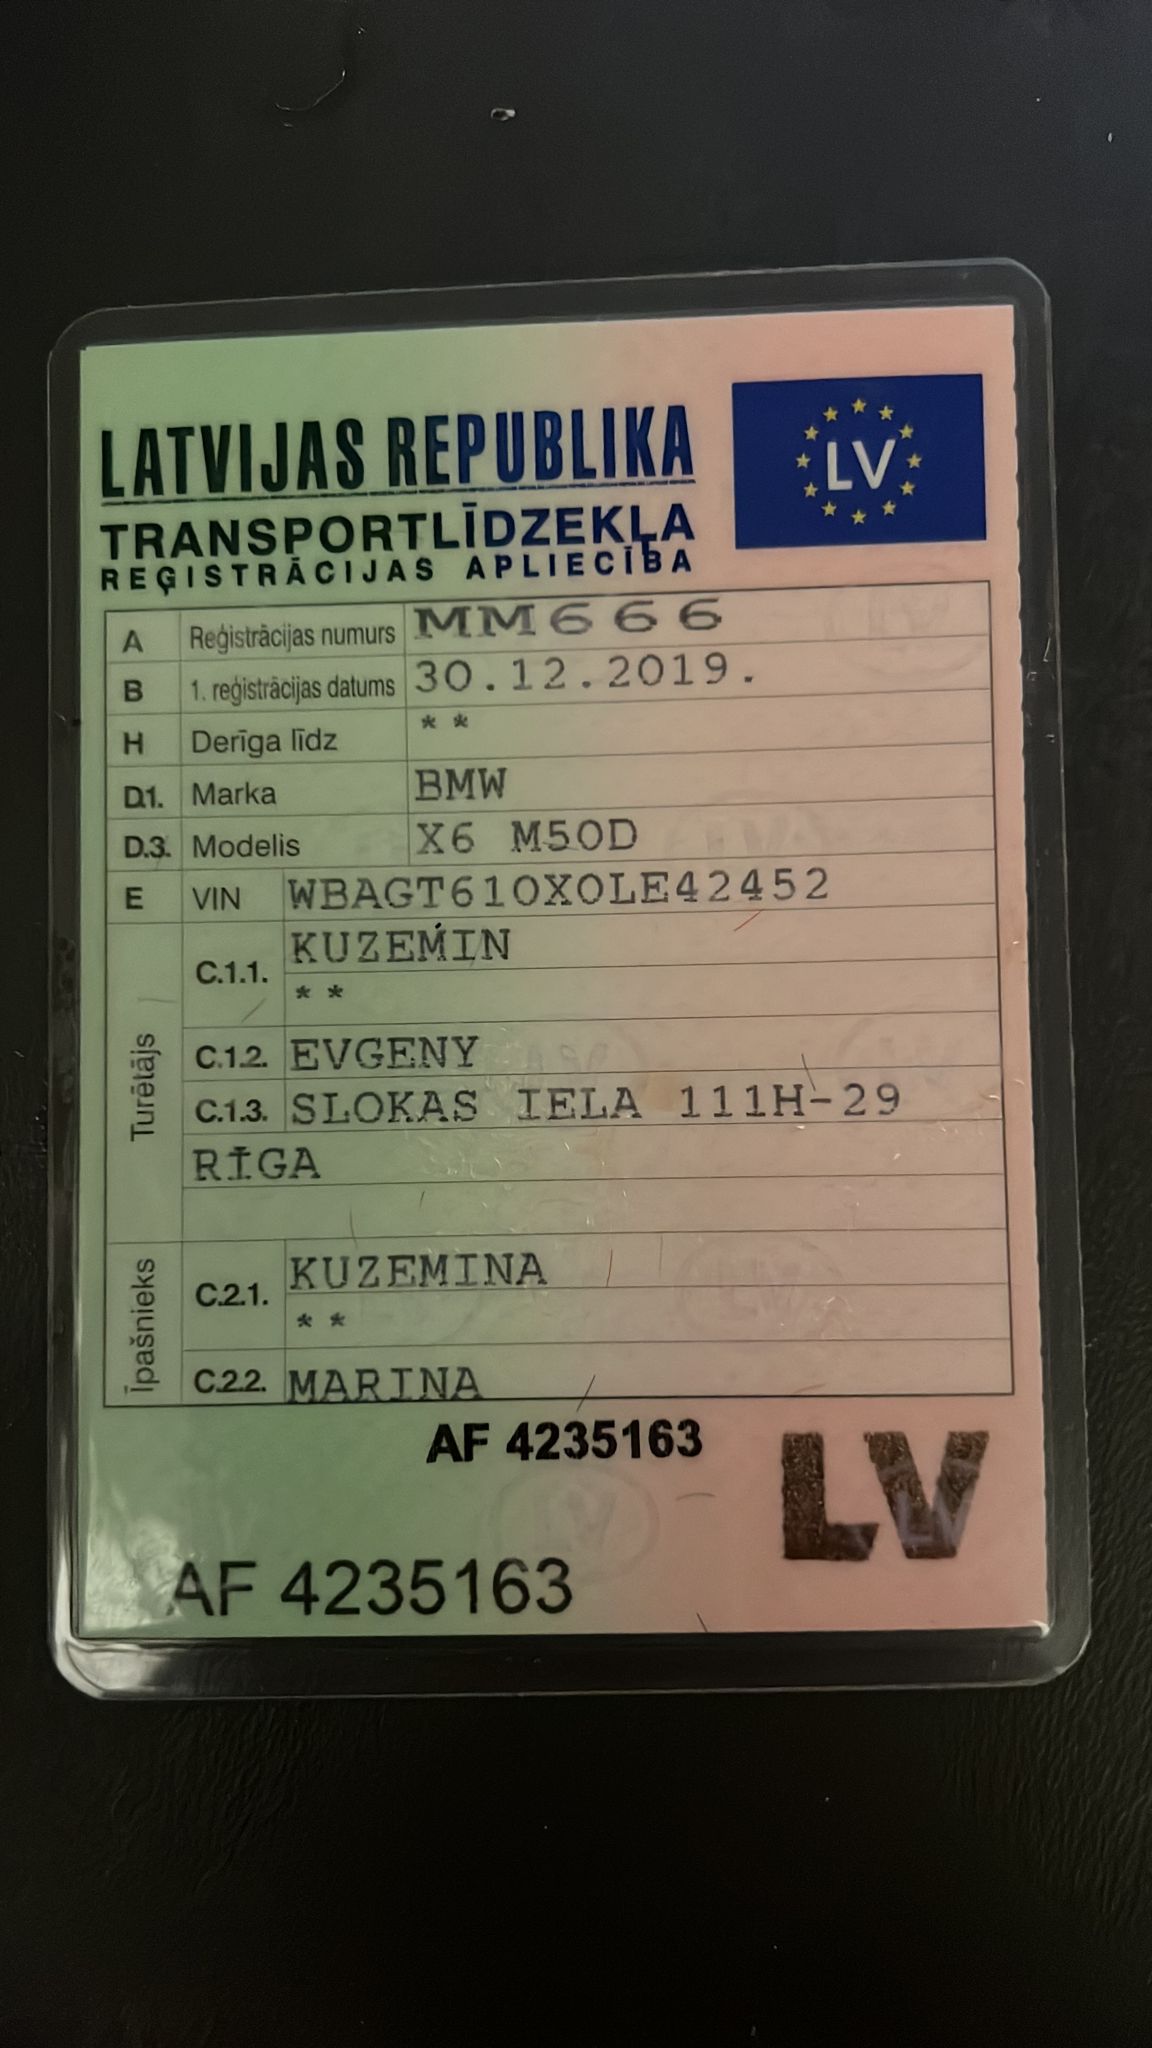 LATVIJAS REPUBLIKA
LV
TRANSPORTLĪDZEKĻA
REĢISTRĀCIJAS APLIECĪBA
A Reģistrācijas numurs MM666
B 1. reģistrācijas datums 30.12.2019.
H Derīga līdz **
D.1. Marka BMW
D.3. Modelis X6 M50D
E VIN WBAGT610X0LE42452
Turētājs
C.1.1. KUZEMIN
**
C.1.2. EVGENY
C.1.3. SLOKAS IELA 111H-29
RĪGA
Īpašnieks
C.2.1. KUZEMINA
**
C.2.2. MARINA
AF 4235163
LV
AF 4235163